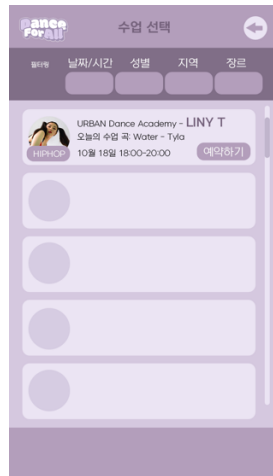 Dance
For All
수업 선택
필터링 날짜/시간 성별 지역 장르
URBAN Dance Academy - LINY T
오늘의 수업 곡: Water - Tyla
HIPHOP 10월 18일 18:00-20:00 예약하기